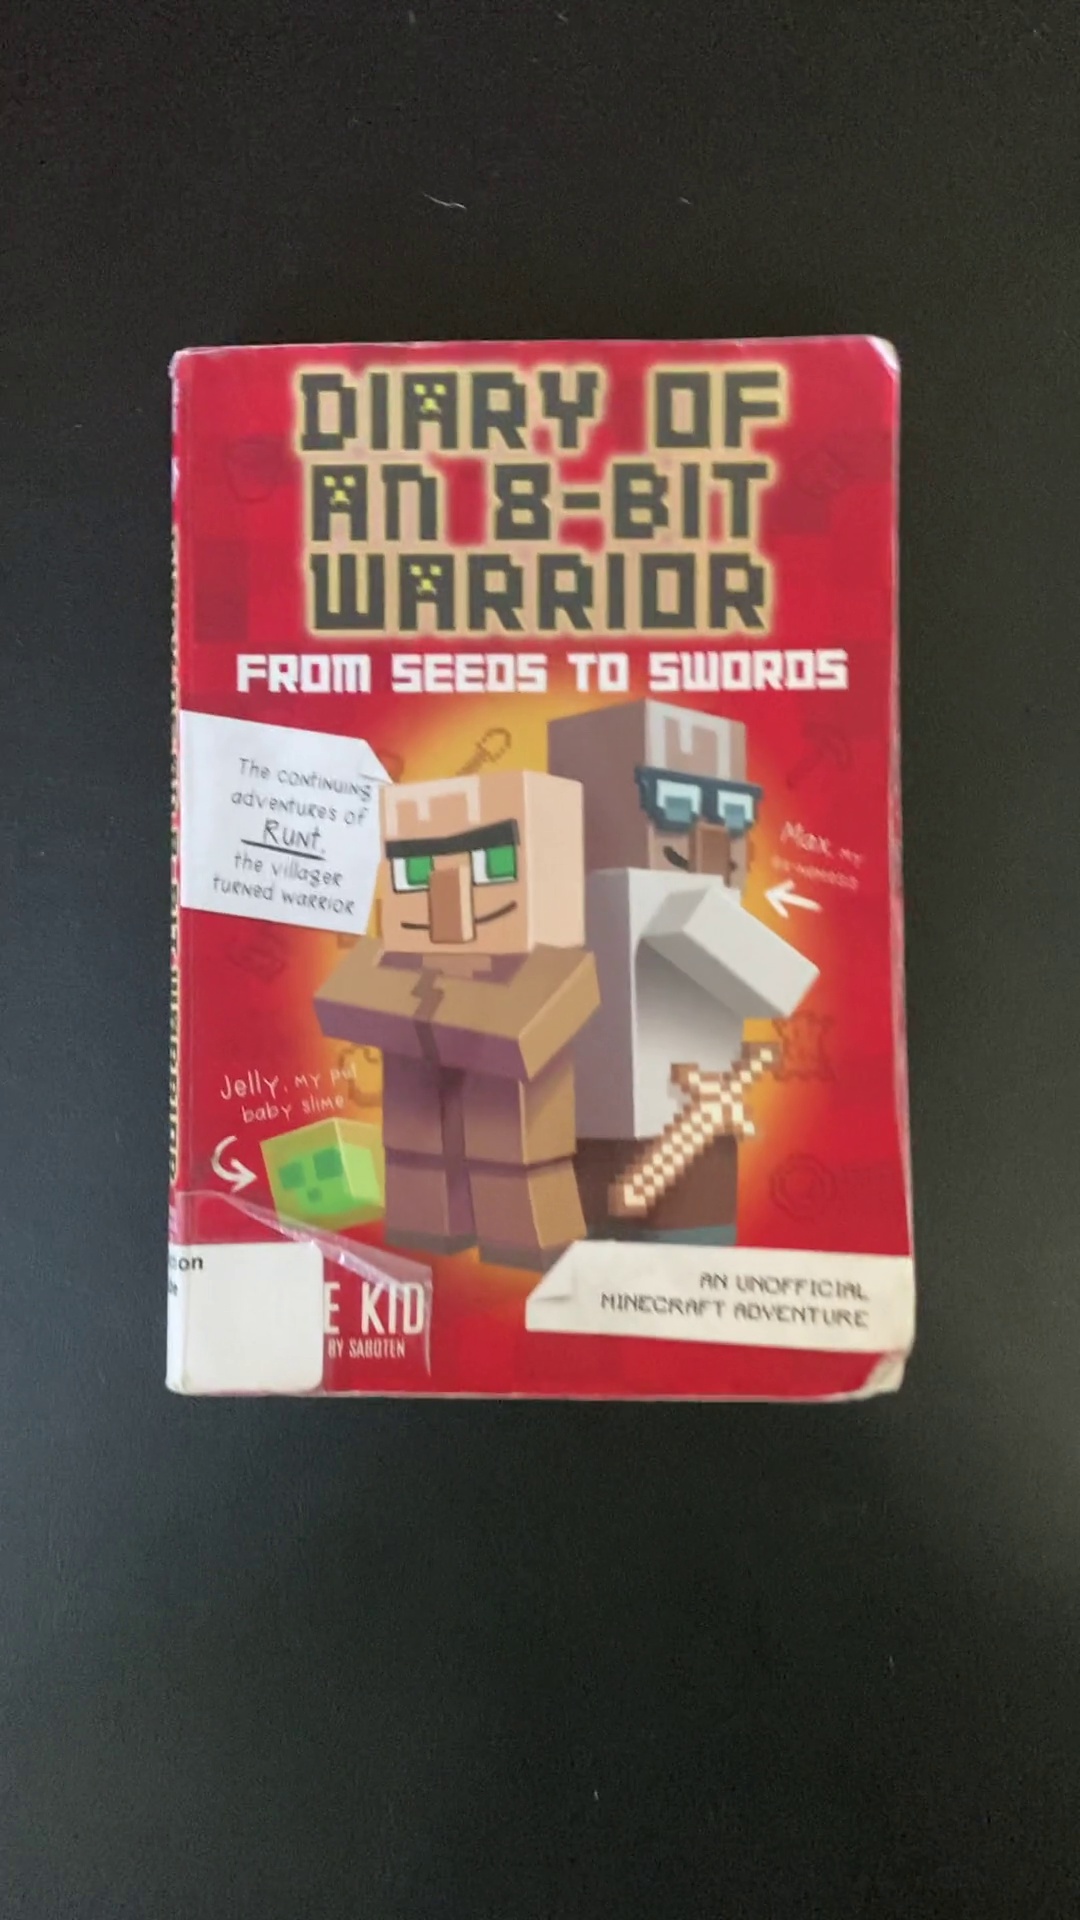 DIARY OF
AN 8-BIT
WARRIOR
FROM SEEDS TO SWORDS
The continuing
adventures of
Runt,
the villager
turned warrior
Max, my
Jelly, my pet
baby slime
E KID
BY SABOTEN
AN UNOFFICIAL
MINECRAFT ADVENTURE